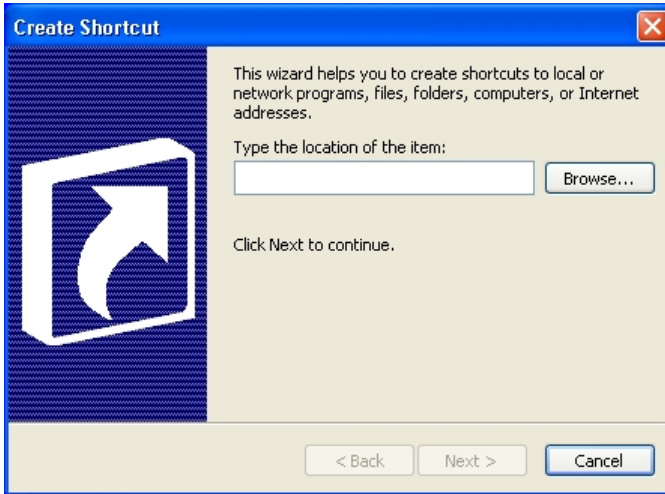 Create Shortcut
This wizard helps you to create shortcuts to local or
network programs, files, folders, computers, or Internet
addresses.
Type the location of the item:
Browse...
Click Next to continue.
< Back
Next >
Cancel